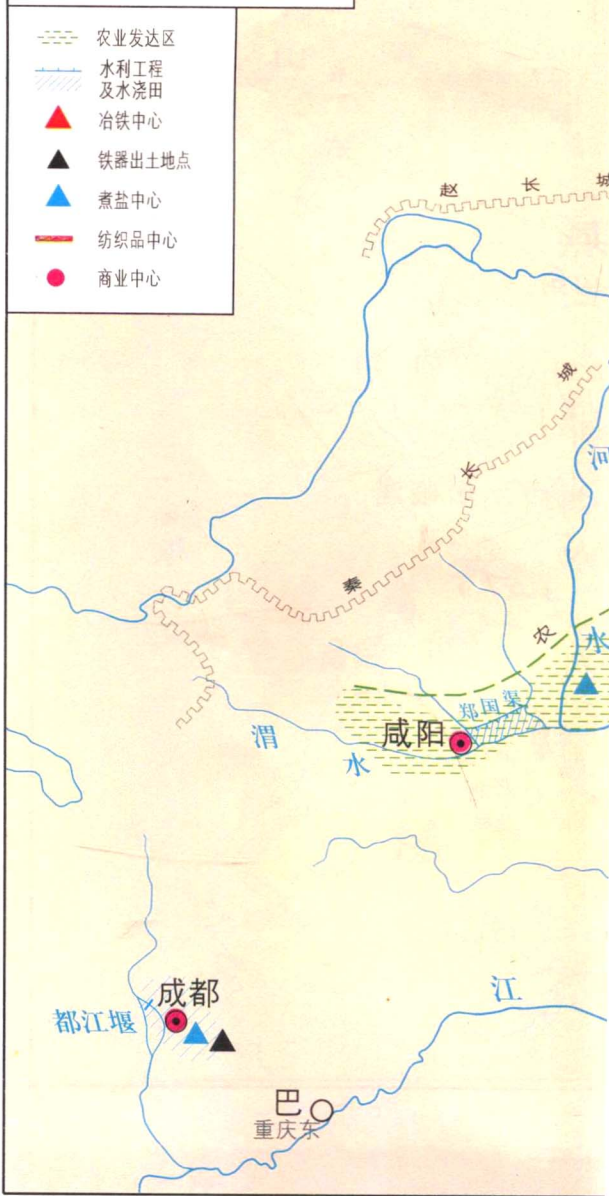 农业发达区
水利工程
及水浇田
冶铁中心
铁器出土地点
煮盐中心
纺织品中心
商业中心
赵长城
秦长城
河
农
水
郑国渠
咸阳
渭水
都江堰
成都
江
巴
重庆东